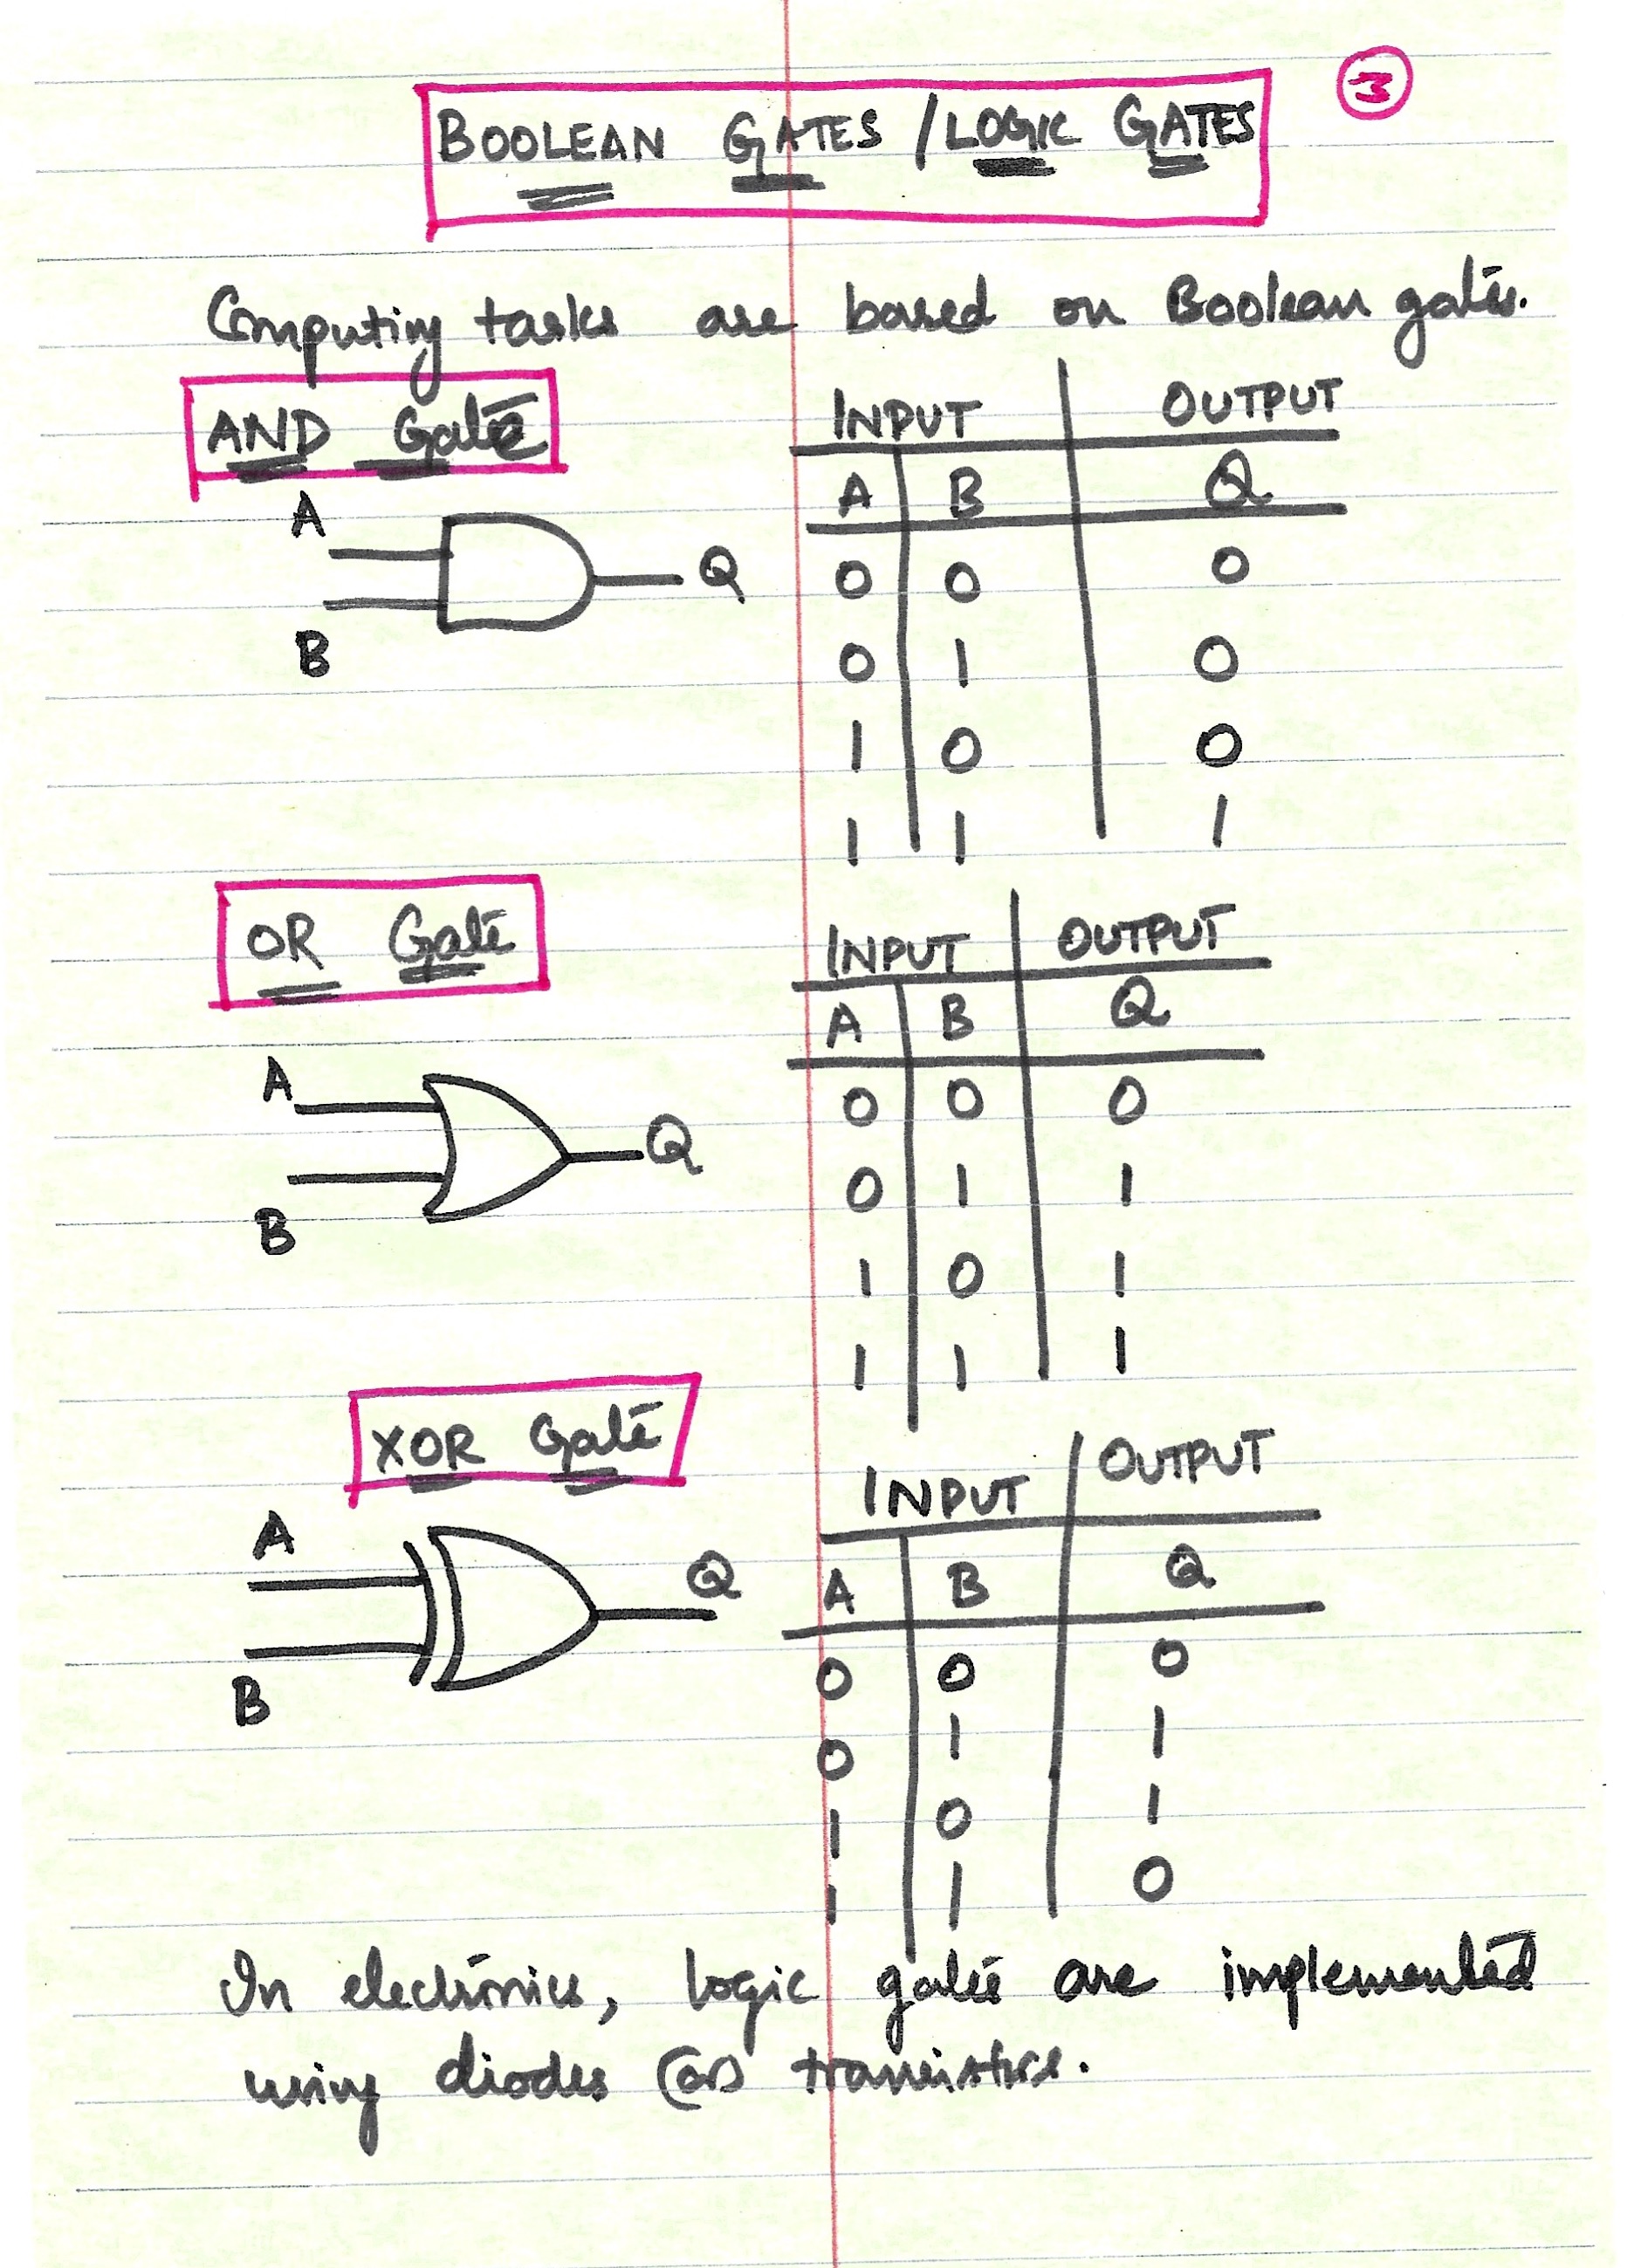 3
BOOLEAN GATES / LOGIC GATES
Computing tasks are based on Boolean gates.
AND Gate
INPUT OUTPUT
A B Q
0 0 0
0 1 0
1 0 0
1 1 1
A
Q
B
OR Gate
INPUT OUTPUT
A B Q
0 0 0
0 1 1
1 0 1
1 1 1
A
Q
B
XOR Gate
INPUT OUTPUT
A B Q
0 0 0
0 1 1
1 0 1
1 1 0
A
Q
B
In electronics, logic gates are implemented
using diodes (or) transistors.